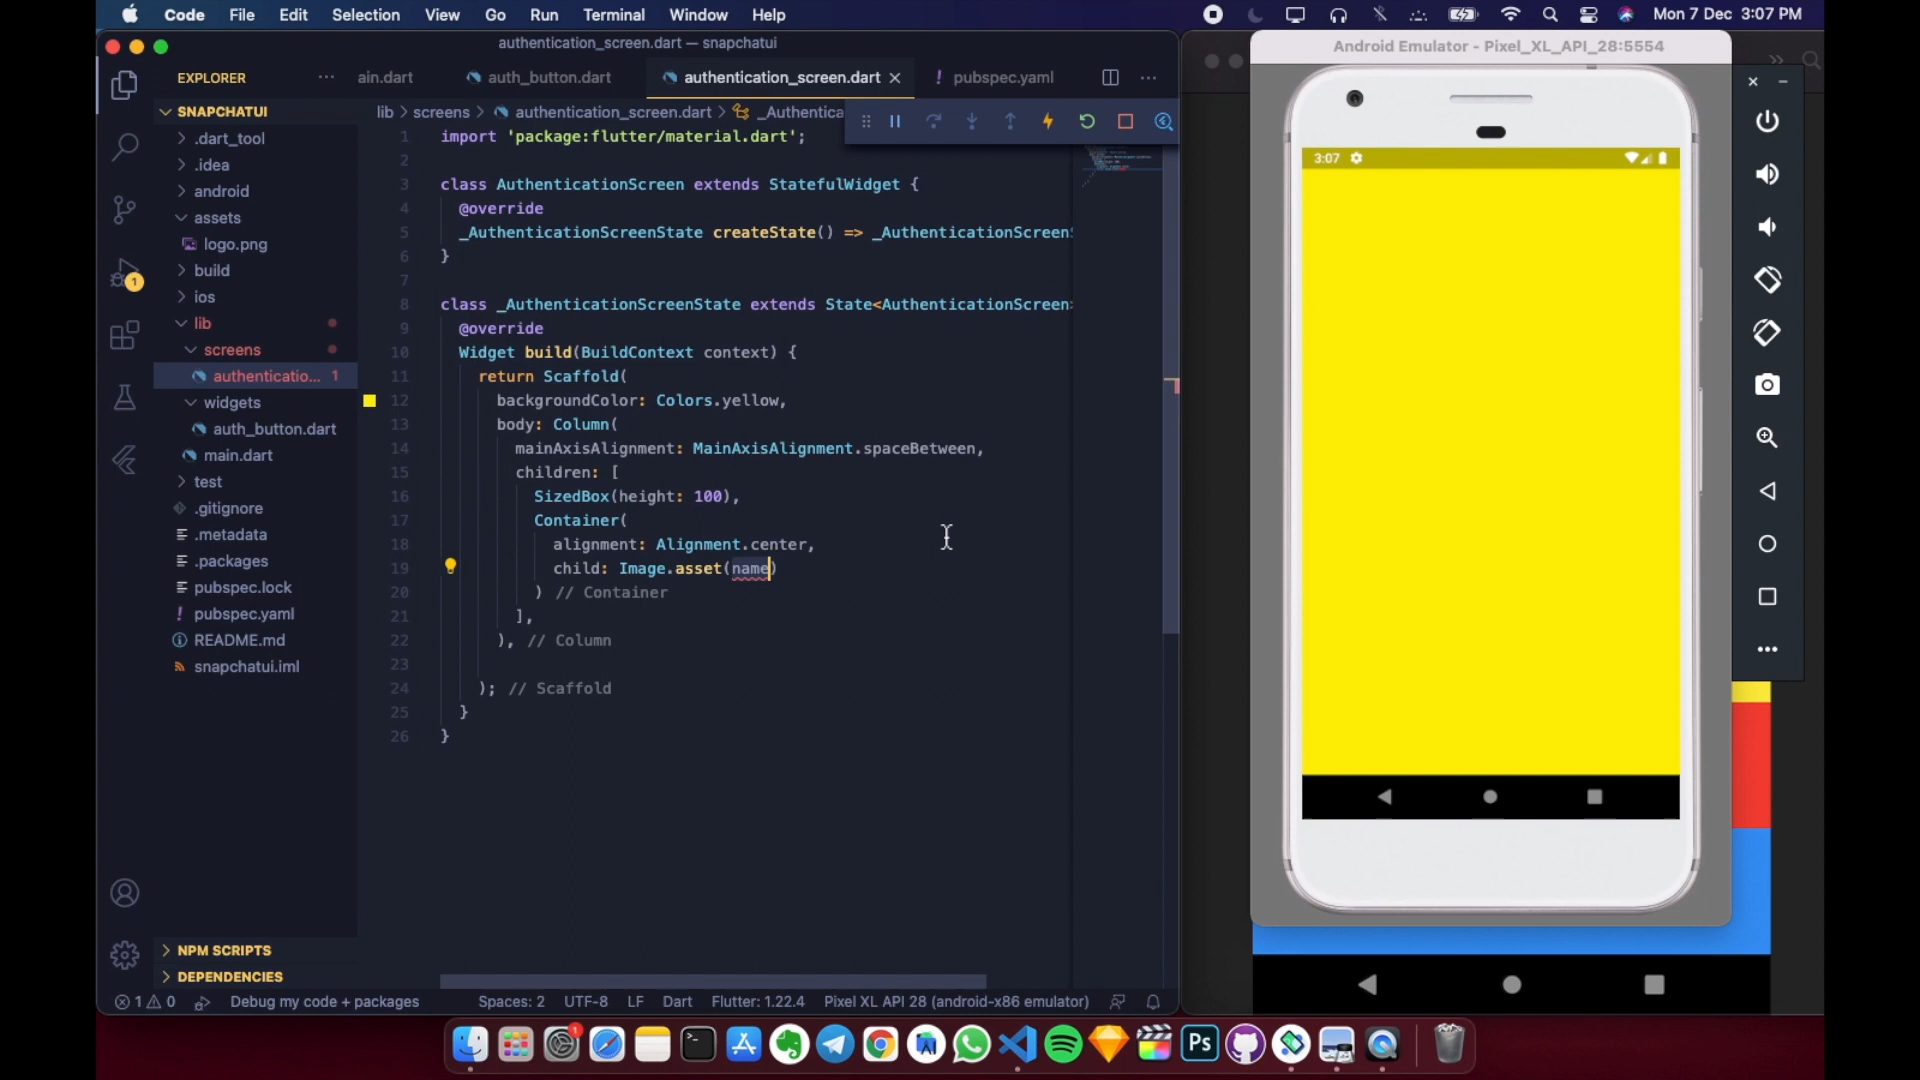 Code File Edit Selection View Go Run Terminal Window Help
Mon 7 Dec 3:07 PM
authentication_screen.dart — snapchatui
EXPLORER
ain.dart
auth_button.dart
authentication_screen.dart
! pubspec.yaml
SNAPCHATUI
.dart_tool
.idea
android
assets
logo.png
build
ios
lib
screens
authenticatio... 1
widgets
auth_button.dart
main.dart
test
.gitignore
.metadata
.packages
pubspec.lock
! pubspec.yaml
README.md
snapchatui.iml
NPM SCRIPTS
DEPENDENCIES
lib > screens > authentication_screen.dart > _Authentica
1 import 'package:flutter/material.dart';
2
3 class AuthenticationScreen extends StatefulWidget {
4 @override
5 _AuthenticationScreenState createState() => _AuthenticationScreenS
6 }
7
8 class _AuthenticationScreenState extends State<AuthenticationScreen>
9 @override
10 Widget build(BuildContext context) {
11 return Scaffold(
12 backgroundColor: Colors.yellow,
13 body: Column(
14 mainAxisAlignment: MainAxisAlignment.spaceBetween,
15 children: [
16 SizedBox(height: 100),
17 Container(
18 alignment: Alignment.center,
19 child: Image.asset(name)
20 ) // Container
21 ],
22 ), // Column
23
24 ); // Scaffold
25 }
26 }
1
1 0 Debug my code + packages
Spaces: 2 UTF-8 LF Dart Flutter: 1.22.4 Pixel XL API 28 (android-x86 emulator)
Android Emulator - Pixel_XL_API_28:5554
3:07
1
Ps